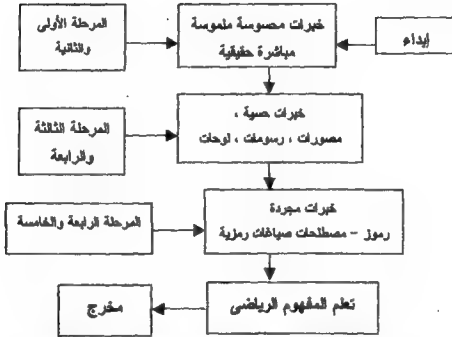 إبداء
خبرات محسوسة ملموسة
مباشرة حقيقية
المرحلة الأولى
والثانية
خبرات حسية ،
مصورات ، رسومات ، لوحات
المرحلة الثالثة
والرابعة
خبرات مجردة
رموز – مصطلحات صياغات رمزية
المرحلة الرابعة والخامسة
تعلم المفهوم الرياضى
مخرج